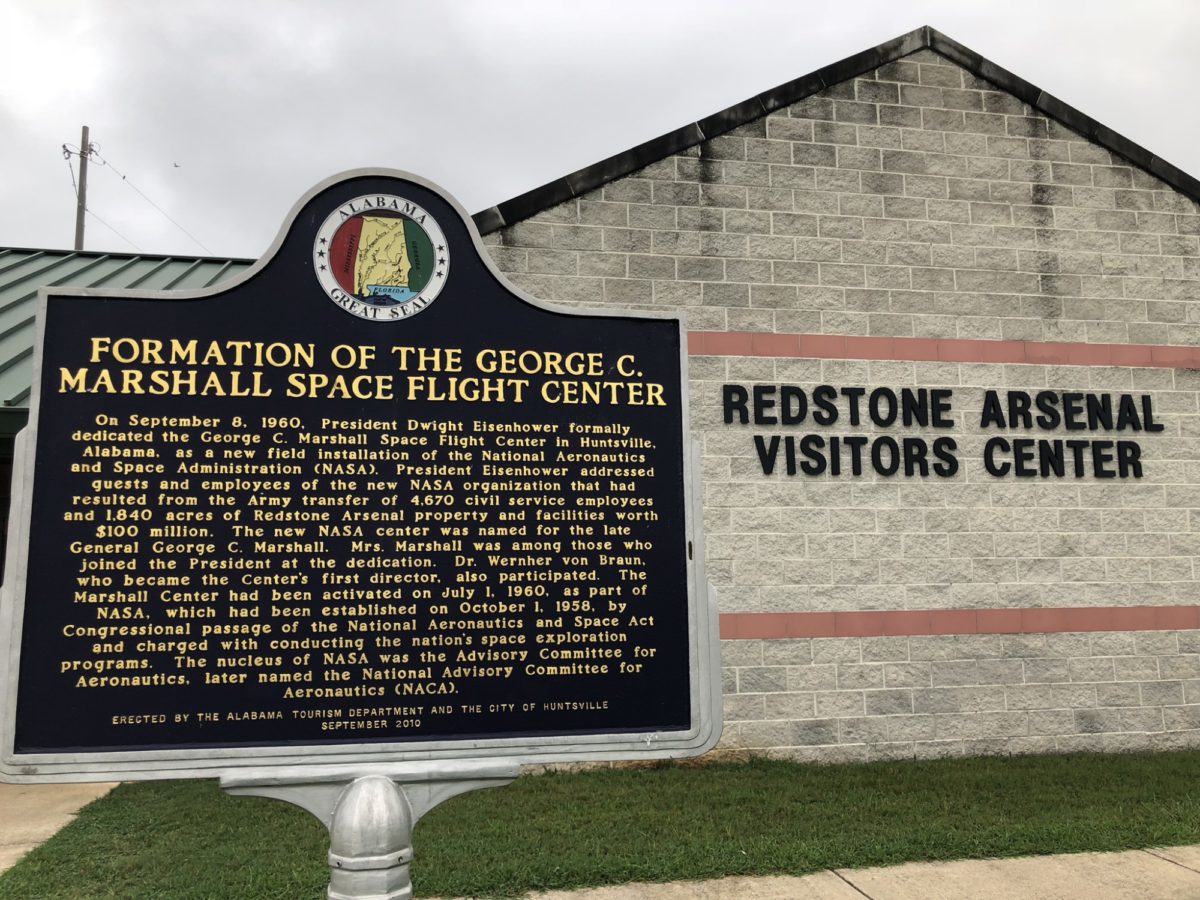 ALABAMA
MISSISSIPPI
GEORGIA
FLORIDA
GREAT SEAL
FORMATION OF THE GEORGE C.
MARSHALL SPACE FLIGHT CENTER
On September 8, 1960, President Dwight Eisenhower formally
dedicated the George C. Marshall Space Flight Center in Huntsville,
Alabama, as a new field installation of the National Aeronautics
and Space Administration (NASA). President Eisenhower addressed
guests and employees of the new NASA organization that had
resulted from the Army transfer of 4,670 civil service employees
and 1,840 acres of Redstone Arsenal property and facilities worth
$100 million. The new NASA center was named for the late
General George C. Marshall. Mrs. Marshall was among those who
joined the President at the dedication. Dr. Wernher von Braun,
who became the Center's first director, also participated. The
Marshall Center had been activated on July 1, 1960, as part of
NASA, which had been established on October 1, 1958, by
Congressional passage of the National Aeronautics and Space Act
and charged with conducting the nation's space exploration
programs. The nucleus of NASA was the Advisory Committee for
Aeronautics, later named the National Advisory Committee for
Aeronautics (NACA).
ERECTED BY THE ALABAMA TOURISM DEPARTMENT AND THE CITY OF HUNTSVILLE
SEPTEMBER 2010
REDSTONE ARSENAL
VISITORS CENTER